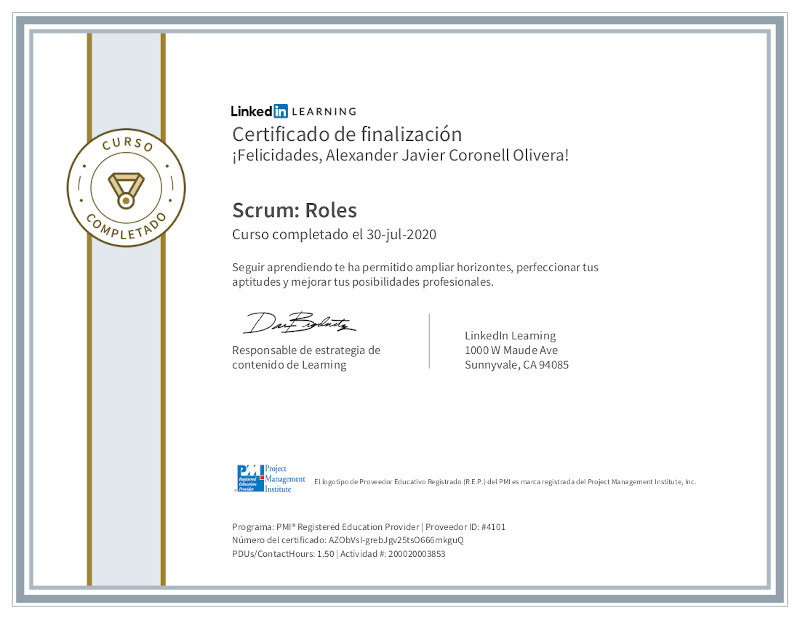 CURSO
COMPLETADO
Linked in LEARNING
Certificado de finalización
¡Felicidades, Alexander Javier Coronell Olivera!
Scrum: Roles
Curso completado el 30-jul-2020
Seguir aprendiendo te ha permitido ampliar horizontes, perfeccionar tus
aptitudes y mejorar tus posibilidades profesionales.
Responsable de estrategia de
contenido de Learning
LinkedIn Learning
1000 W Maude Ave
Sunnyvale, CA 94085
PMI
Registered
Education
Provider
Project
Management
Institute
El logotipo de Proveedor Educativo Registrado (R.E.P.) del PMI es marca registrada del Project Management Institute, Inc.
Programa: PMI® Registered Education Provider | Proveedor ID: #4101
Número del certificado: AZObVsI-grebJgv25tsO666mkguQ
PDUs/ContactHours: 1.50 | Actividad #: 200020003853